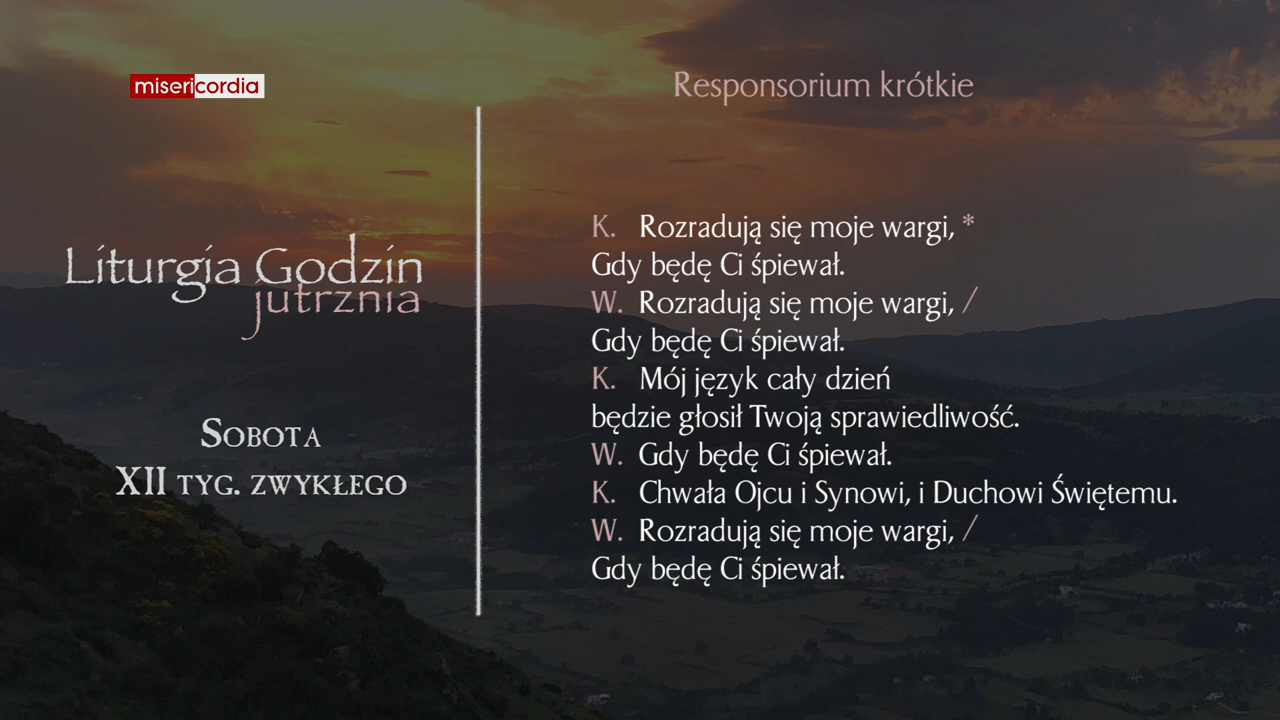 misericordia
Liturgia Godzin
jutrznia
Sobota
XII tyg. zwykłego
Responsorium krótkie
K. Rozradują się moje wargi, *
Gdy będę Ci śpiewał.
W. Rozradują się moje wargi, /
Gdy będę Ci śpiewał.
K. Mój język cały dzień
będzie głosił Twoją sprawiedliwość.
W. Gdy będę Ci śpiewał.
K. Chwała Ojcu i Synowi, i Duchowi Świętemu.
W. Rozradują się moje wargi, /
Gdy będę Ci śpiewał.